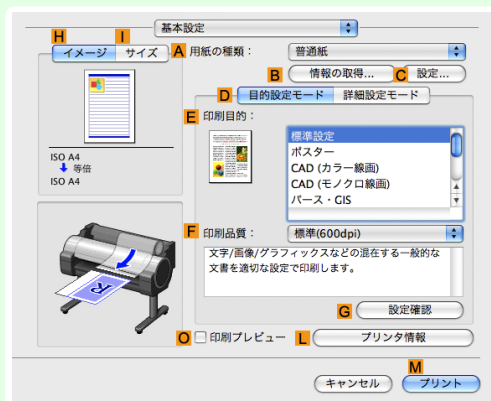 基本設定
H I
イメージ サイズ
A 用紙の種類： 普通紙
B 情報の取得... C 設定...
D 目的設定モード 詳細設定モード
E 印刷目的：
標準設定
ポスター
CAD (カラー線画)
CAD (モノクロ線画)
パース・GIS
ISO A4
等倍
ISO A4
F 印刷品質： 標準(600dpi)
文字/画像/グラフィックスなどの混在する一般的な
文書を適切な設定で印刷します。
G 設定確認
O 印刷プレビュー L プリンタ情報
M
キャンセル プリント